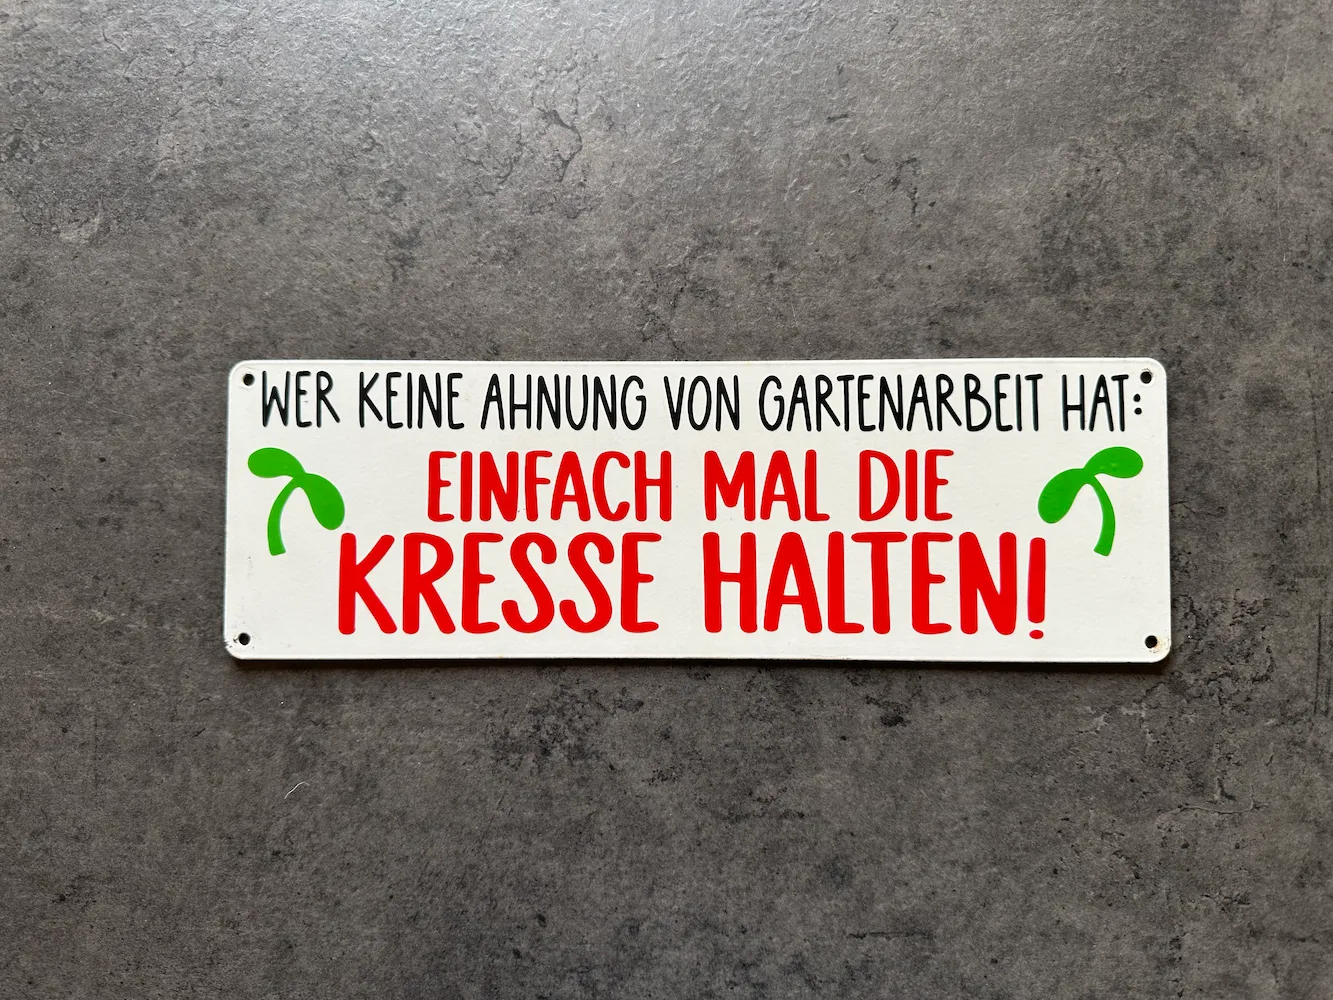 WER KEINE AHNUNG VON GARTENARBEIT HAT:
EINFACH MAL DIE
KRESSE HALTEN!